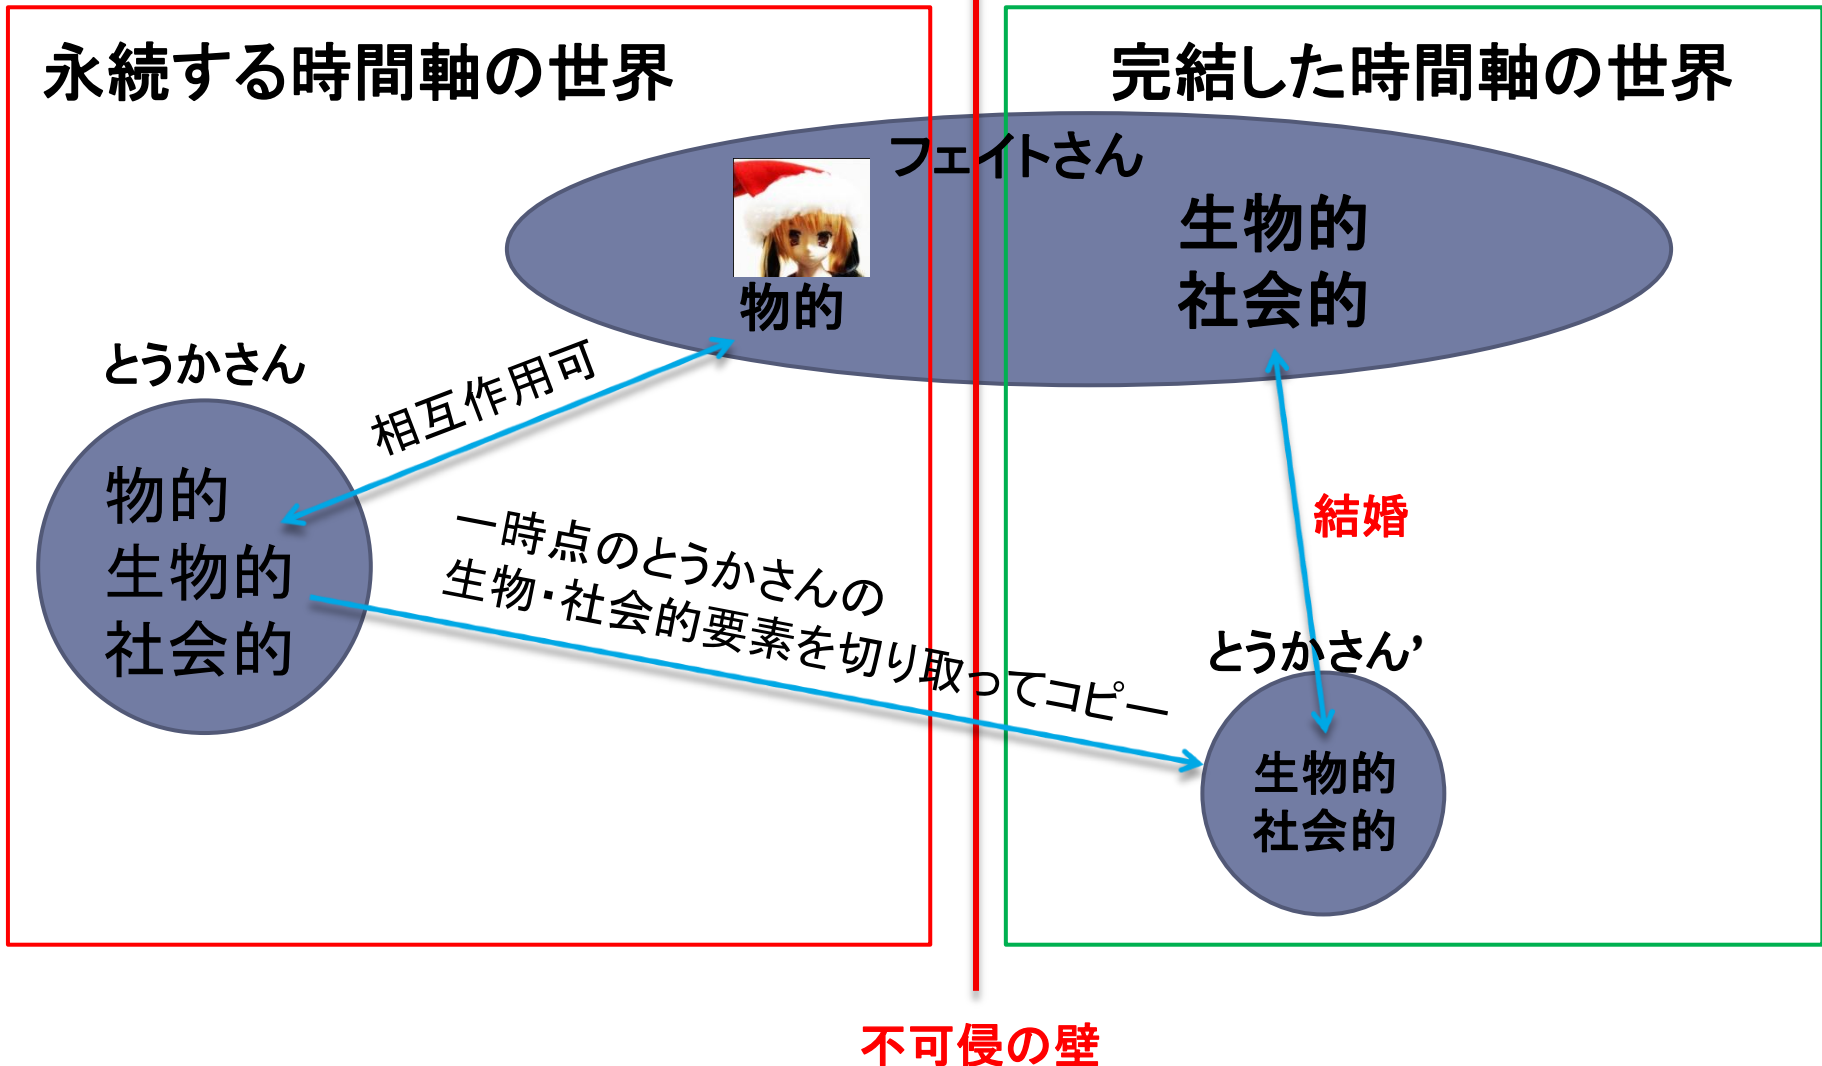 永続する時間軸の世界
完結した時間軸の世界
フェイトさん
生物的
社会的
物的
とうかさん
相互作用可
物的
生物的
社会的
一時点のとうかさんの
生物・社会的要素を切り取ってコピー
結婚
とうかさん’
生物的
社会的
不可侵の壁